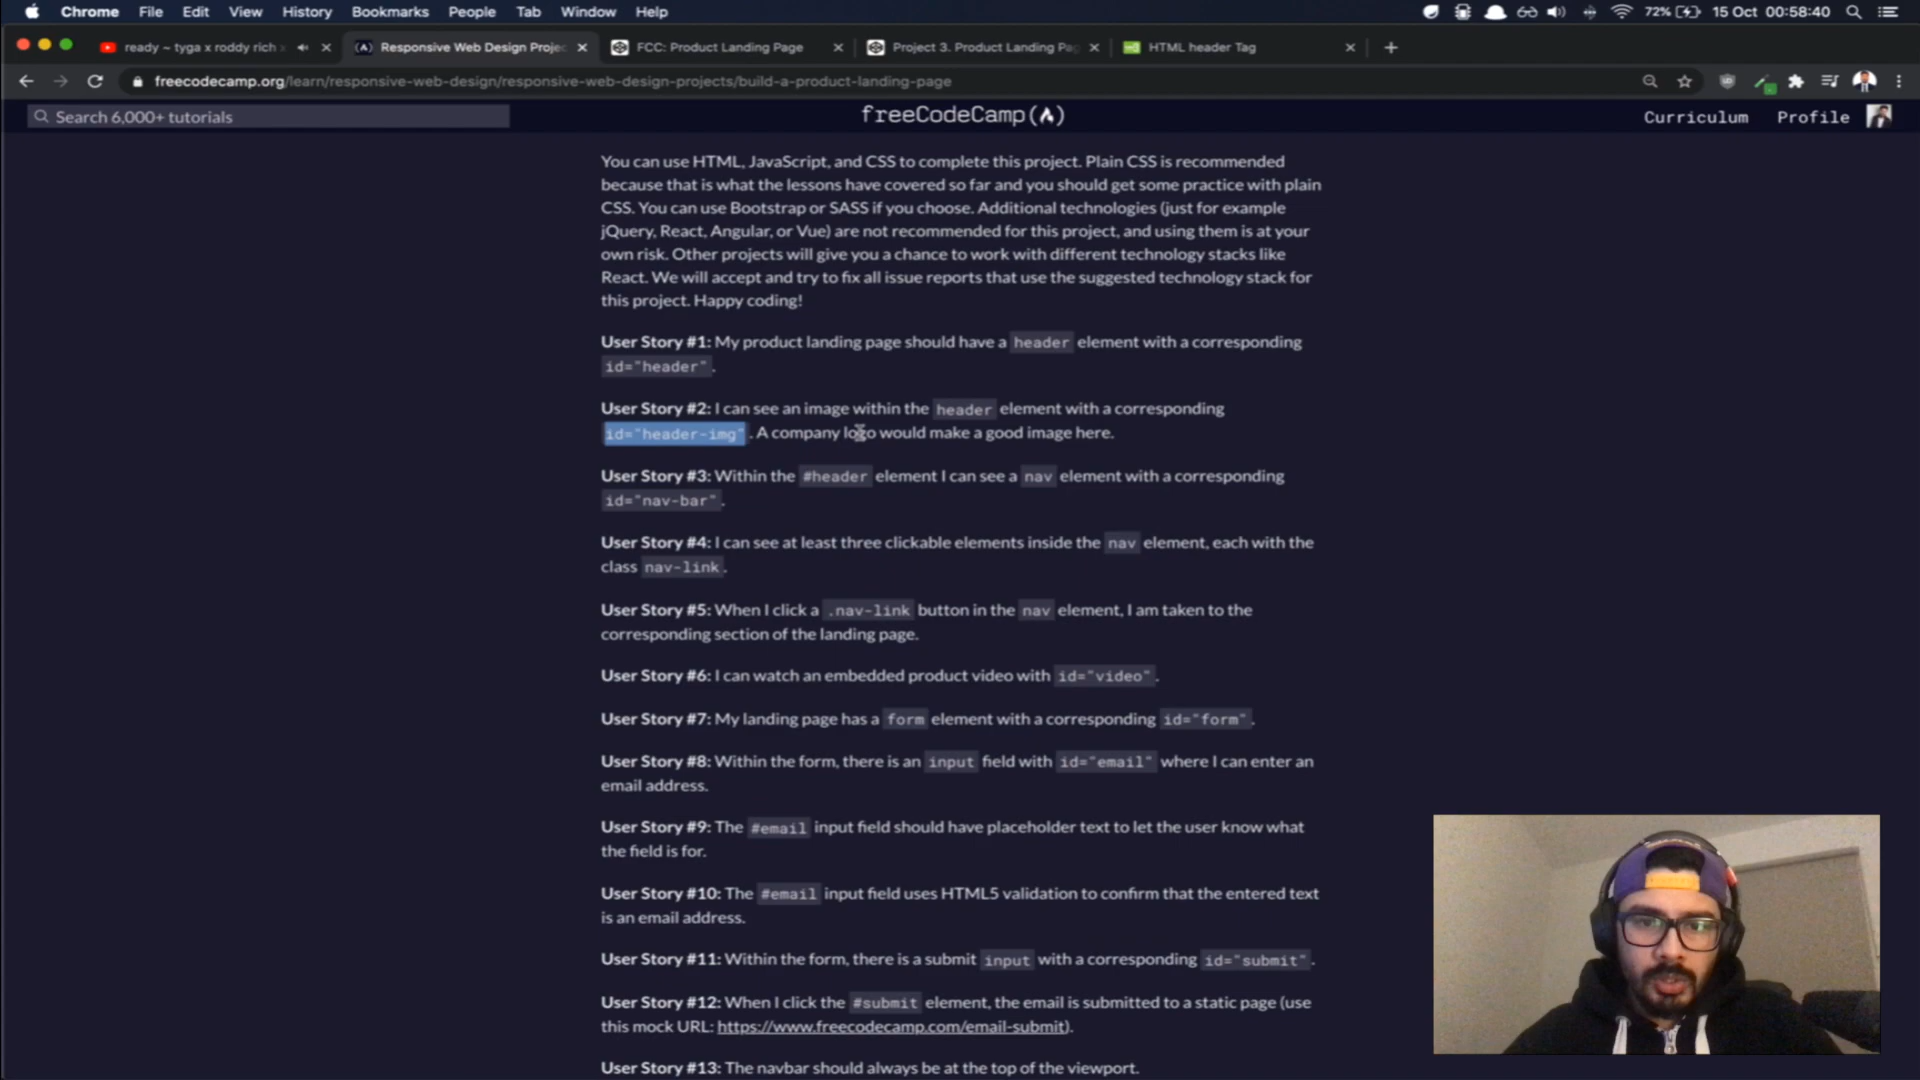 Chrome File Edit View History Bookmarks People Tab Window Help 72% 15 Oct 00:58:40
ready ~ tyga x roddy rich Responsive Web Design Projec FCC: Product Landing Page Project 3. Product Landing Pag HTML header Tag
freecodecamp.org/learn/responsive-web-design/responsive-web-design-projects/build-a-product-landing-page
Search 6,000+ tutorials freeCodeCamp Curriculum Profile
You can use HTML, JavaScript, and CSS to complete this project. Plain CSS is recommended
because that is what the lessons have covered so far and you should get some practice with plain
CSS. You can use Bootstrap or SASS if you choose. Additional technologies (just for example
jQuery, React, Angular, or Vue) are not recommended for this project, and using them is at your
own risk. Other projects will give you a chance to work with different technology stacks like
React. We will accept and try to fix all issue reports that use the suggested technology stack for
this project. Happy coding!
User Story #1: My product landing page should have a header element with a corresponding
id="header".
User Story #2: I can see an image within the header element with a corresponding
id="header-img". A company logo would make a good image here.
User Story #3: Within the #header element I can see a nav element with a corresponding
id="nav-bar".
User Story #4: I can see at least three clickable elements inside the nav element, each with the
class nav-link.
User Story #5: When I click a .nav-link button in the nav element, I am taken to the
corresponding section of the landing page.
User Story #6: I can watch an embedded product video with id="video".
User Story #7: My landing page has a form element with a corresponding id="form".
User Story #8: Within the form, there is an input field with id="email" where I can enter an
email address.
User Story #9: The #email input field should have placeholder text to let the user know what
the field is for.
User Story #10: The #email input field uses HTML5 validation to confirm that the entered text
is an email address.
User Story #11: Within the form, there is a submit input with a corresponding id="submit".
User Story #12: When I click the #submit element, the email is submitted to a static page (use
this mock URL: https://www.freecodecamp.com/email-submit).
User Story #13: The navbar should always be at the top of the viewport.